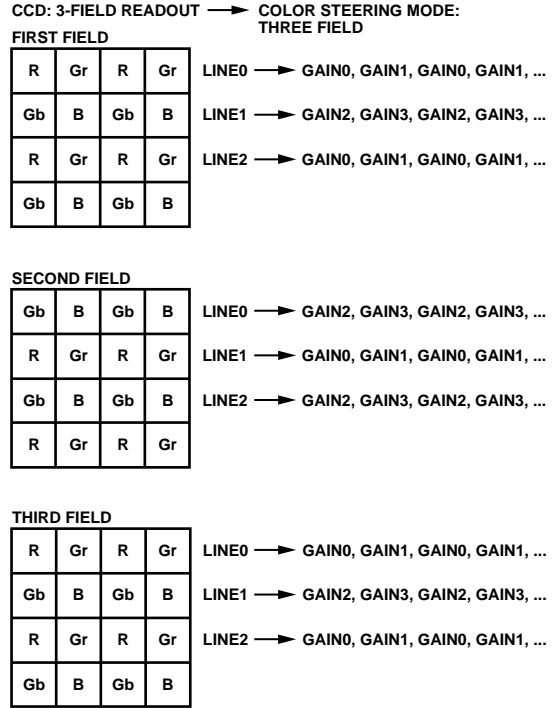 CCD: 3-FIELD READOUT COLOR STEERING MODE:
THREE FIELD
FIRST FIELD
R Gr R Gr LINE0 GAIN0, GAIN1, GAIN0, GAIN1, ...
Gb B Gb B LINE1 GAIN2, GAIN3, GAIN2, GAIN3, ...
R Gr R Gr LINE2 GAIN0, GAIN1, GAIN0, GAIN1, ...
Gb B Gb B
SECOND FIELD
Gb B Gb B LINE0 GAIN2, GAIN3, GAIN2, GAIN3, ...
R Gr R Gr LINE1 GAIN0, GAIN1, GAIN0, GAIN1, ...
Gb B Gb B LINE2 GAIN2, GAIN3, GAIN2, GAIN3, ...
R Gr R Gr
THIRD FIELD
R Gr R Gr LINE0 GAIN0, GAIN1, GAIN0, GAIN1, ...
Gb B Gb B LINE1 GAIN2, GAIN3, GAIN2, GAIN3, ...
R Gr R Gr LINE2 GAIN0, GAIN1, GAIN0, GAIN1, ...
Gb B Gb B